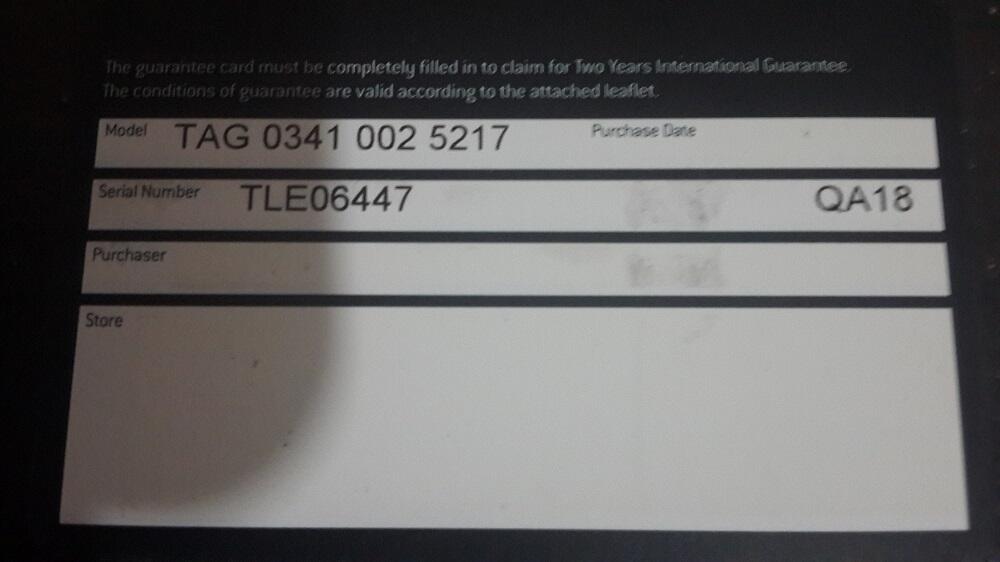 The guarantee card must be completely filled in to claim for Two Years International Guarantee.
The conditions of guarantee are valid according to the attached leaflet.
Model TAG 0341 002 5217 Purchase Date
Serial Number TLE06447 QA18
Purchaser
Store